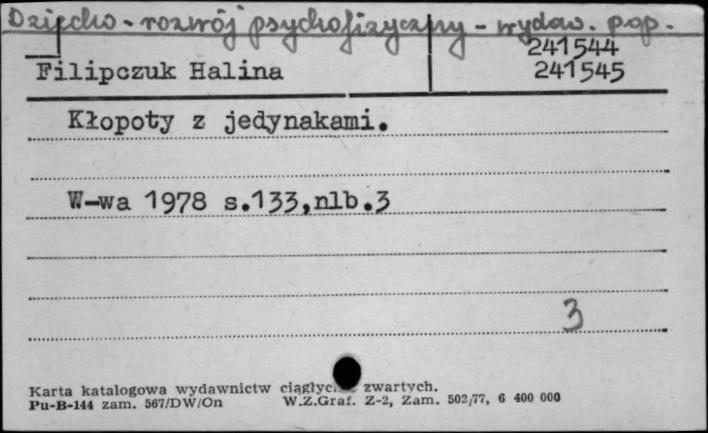 Dziecko - rozwój psychofizyczny - wydaw. pop.
241544
Filipczuk Halina 241545
Kłopoty z jedynakami.
W-wa 1978 s.133,nlb.3
3
Karta katalogowa wydawnictw zwartych.
Pu-B-144 zam. 567/DW/On W.Z.Graf. Z-2, Zam. 502/77, 6 400 000